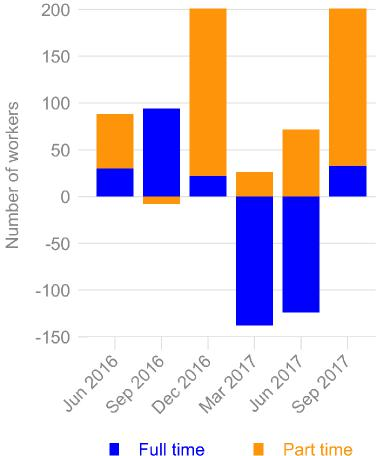 Number of workers
200
150
100
50
0
-50
-100
-150
Jun 2016
Sep 2016
Dec 2016
Mar 2017
Jun 2017
Sep 2017
Full time
Part time